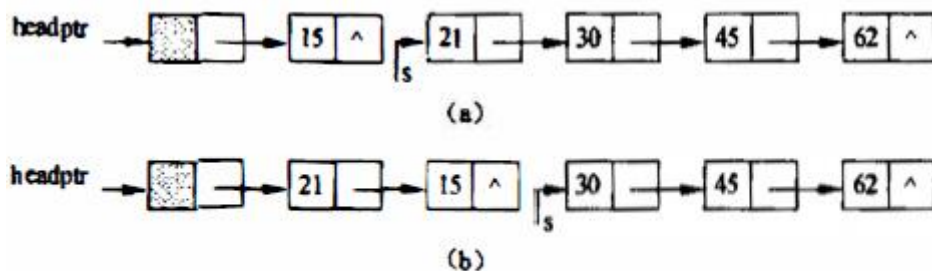 headptr 15 ^ 21 30 45 62 ^
s
(a)
headptr 21 15 ^ 30 45 62 ^
s
(b)